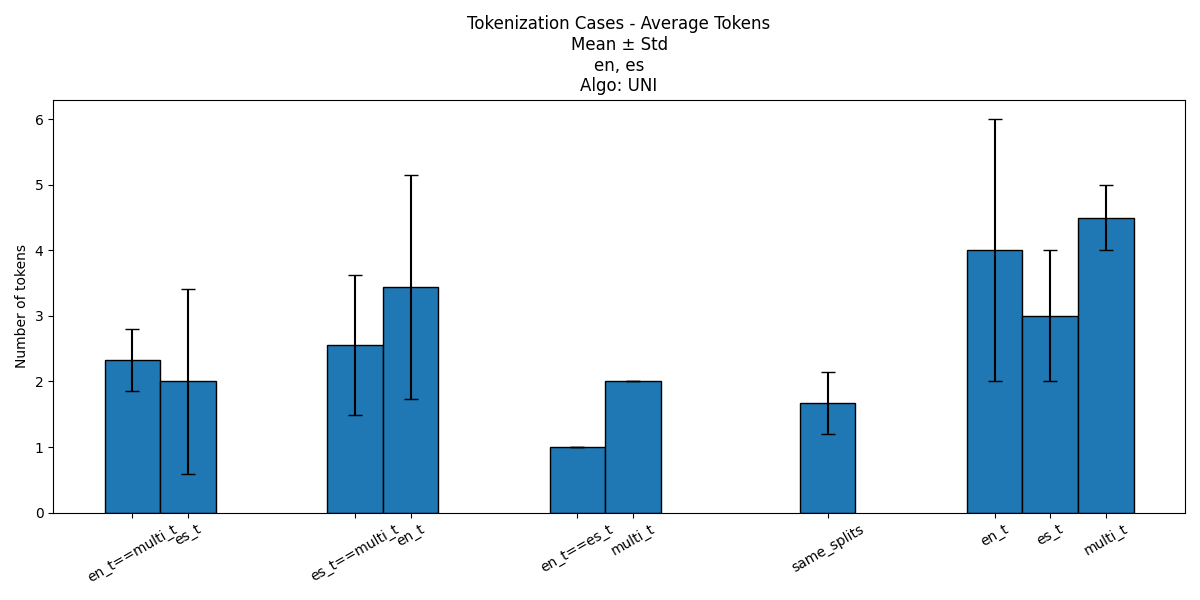 Tokenization Cases - Average Tokens
Mean ± Std
en, es
Algo: UNI
Number of tokens
6
5
4
3
2
1
0
en_t==multi_t
es_t
es_t==multi_t
en_t
en_t==es_t
multi_t
same_splits
en_t
es_t
multi_t